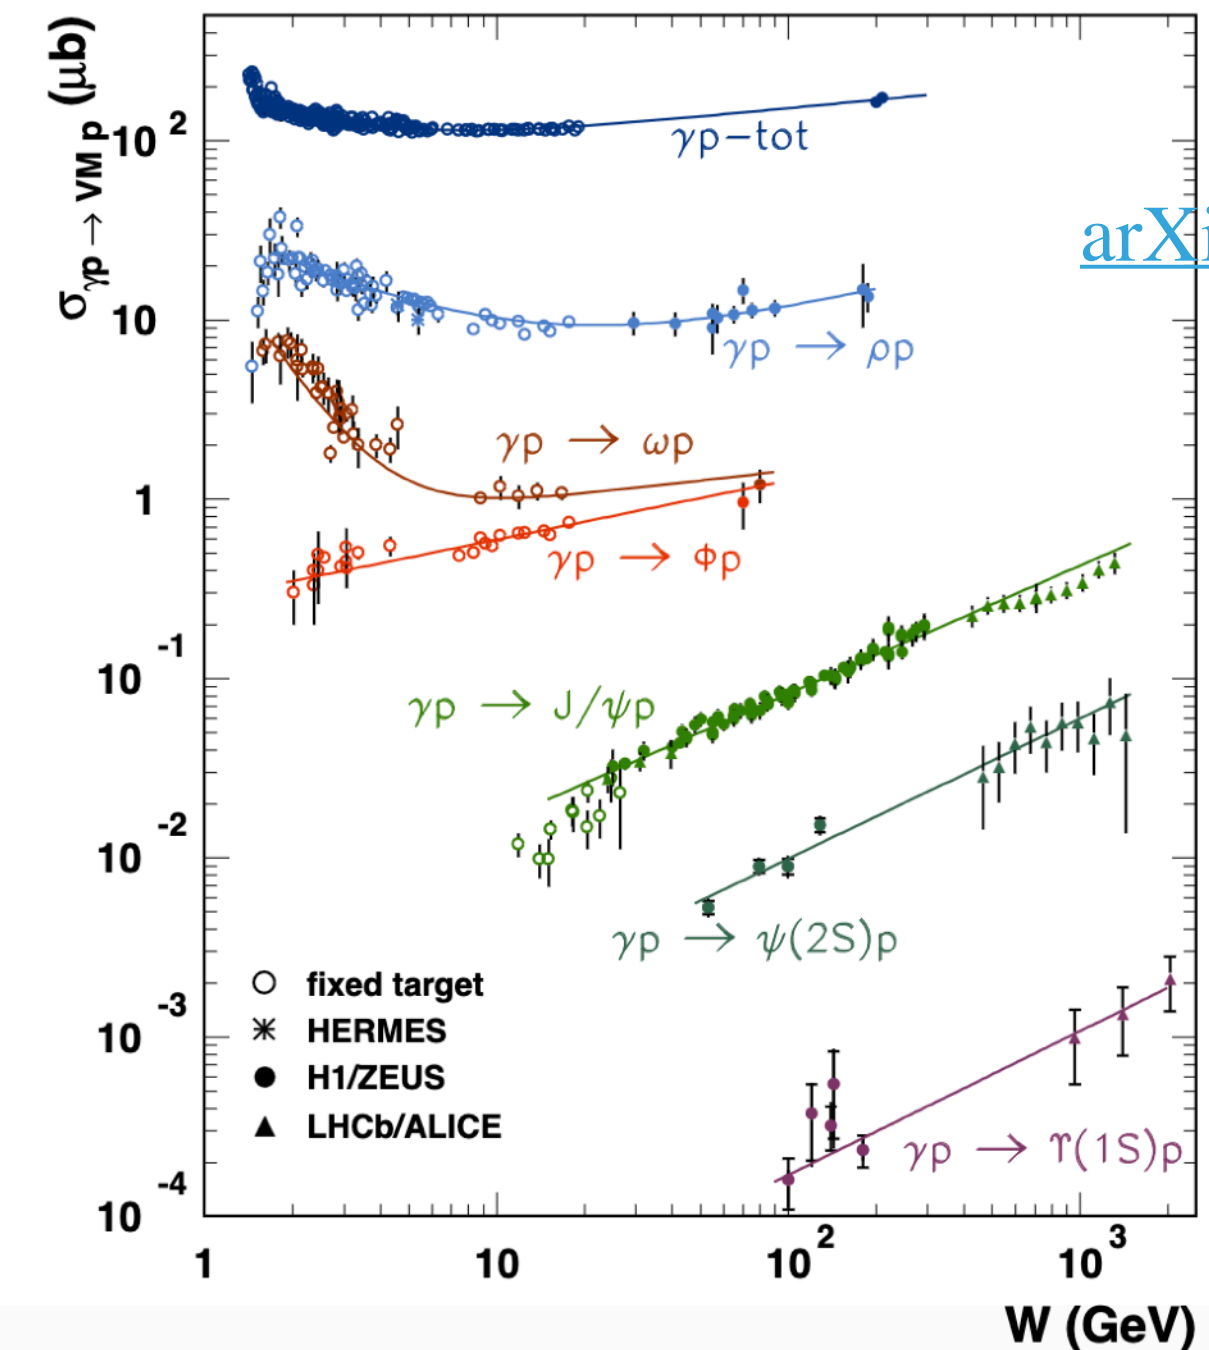 σγp → VM p (μb)
10 2
γp-tot
arXi
10
γp → ρp
γp → ωp
1
γp → Φp
10 -1
γp → J/ψp
10 -2
γp → ψ(2S)p
fixed target
10 -3
HERMES
H1/ZEUS
LHCb/ALICE
γp → ϒ(1S)p
10 -4
1 10 10 2 10 3
W (GeV)